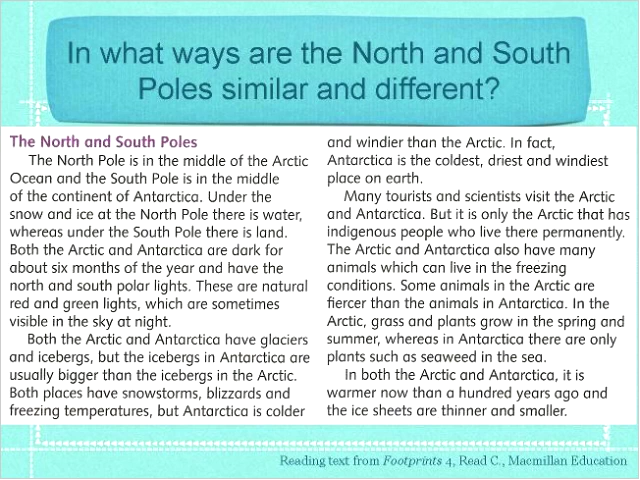 In what ways are the North and South
Poles similar and different?
The North and South Poles
The North Pole is in the middle of the Arctic
Ocean and the South Pole is in the middle
of the continent of Antarctica. Under the
snow and ice at the North Pole there is water,
whereas under the South Pole there is land.
Both the Arctic and Antarctica are dark for
about six months of the year and have the
north and south polar lights. These are natural
red and green lights, which are sometimes
visible in the sky at night.
Both the Arctic and Antarctica have glaciers
and icebergs, but the icebergs in Antarctica are
usually bigger than the icebergs in the Arctic.
Both places have snowstorms, blizzards and
freezing temperatures, but Antarctica is colder
and windier than the Arctic. In fact,
Antarctica is the coldest, driest and windiest
place on earth.
Many tourists and scientists visit the Arctic
and Antarctica. But it is only the Arctic that has
indigenous people who live there permanently.
The Arctic and Antarctica also have many
animals which can live in the freezing
conditions. Some animals in the Arctic are
fiercer than the animals in Antarctica. In the
Arctic, grass and plants grow in the spring and
summer, whereas in Antarctica there are only
plants such as seaweed in the sea.
In both the Arctic and Antarctica, it is
warmer now than a hundred years ago and
the ice sheets are thinner and smaller.
Reading text from Footprints 4, Read C., Macmillan Education